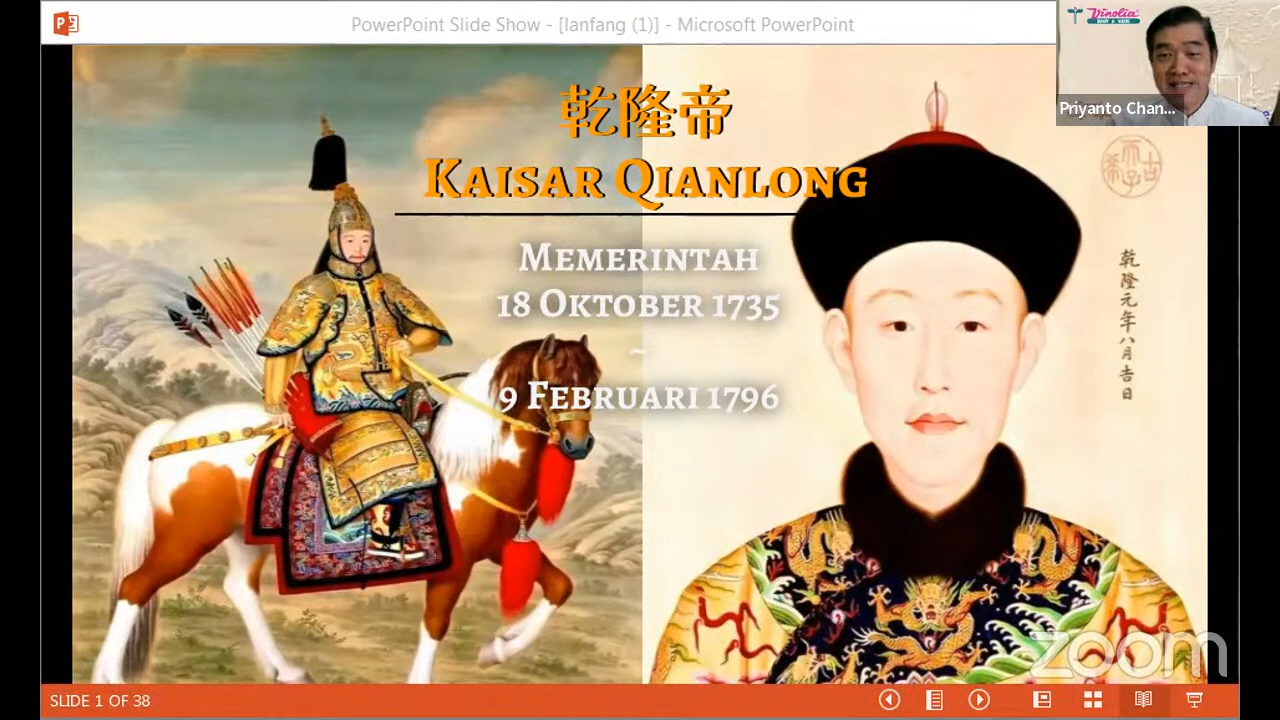 PowerPoint Slide Show - [lanfang (1)] - Microsoft PowerPoint
Vinolia
Priyanto Chan...
乾隆帝
Kaisar Qianlong
Memerintah
18 Oktober 1735
~
9 Februari 1796
乾隆元年八月吉日
zoom
SLIDE 1 OF 38